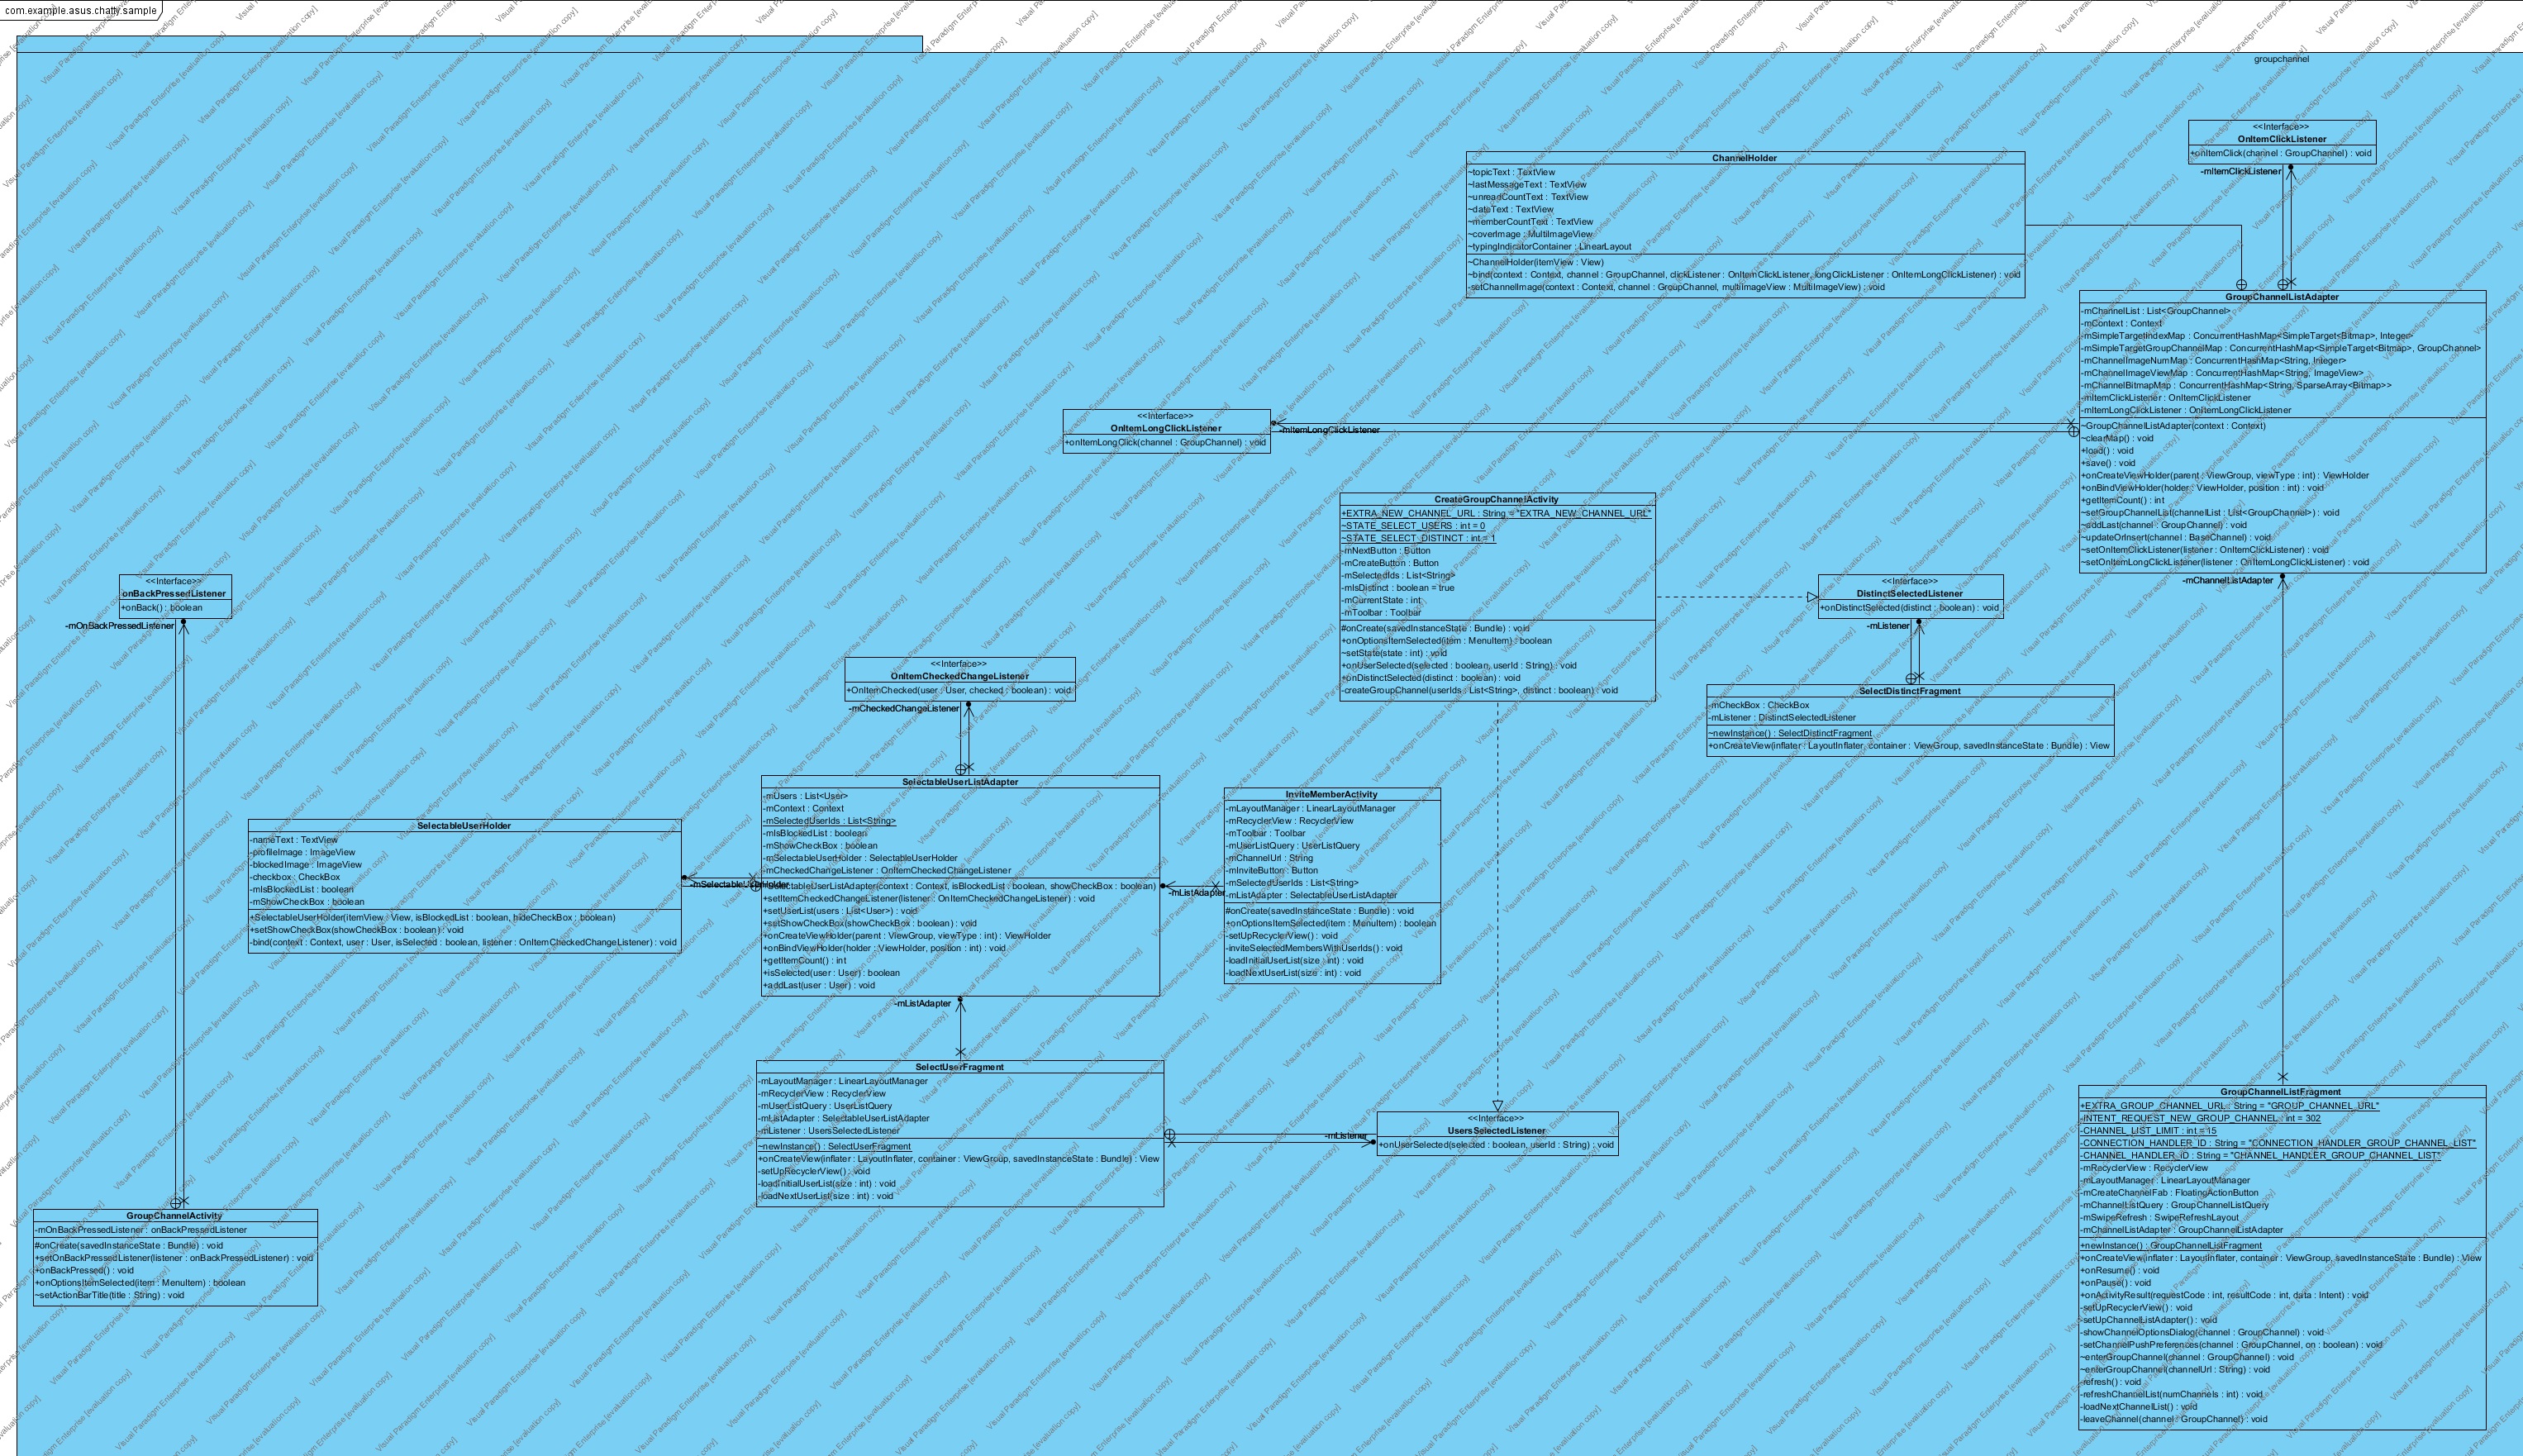 com.example.asus.chatty.sample
groupchannel
<<Interface>>
OnItemClickListener
+onItemClick(channel : GroupChannel) : void
-mItemClickListener
ChannelHolder
~topicText : TextView
~lastMessageText : TextView
~unreadCountText : TextView
~dateText : TextView
~memberCountText : TextView
~coverImage : MultiImageView
~typingIndicatorContainer : LinearLayout
~ChannelHolder(itemView : View)
~bind(context : Context, channel : GroupChannel, clickListener : OnItemClickListener, longClickListener : OnItemLongClickListener) : void
-setChannelImage(context : Context, channel : GroupChannel, multiImageView : MultiImageView) : void
GroupChannelListAdapter
-mChannelList : List<GroupChannel>
-mContext : Context
-mSimpleTargetIndexMap : ConcurrentHashMap<SimpleTarget<Bitmap>, Integer>
-mSimpleTargetGroupChannelMap : ConcurrentHashMap<SimpleTarget<Bitmap>, GroupChannel>
-mChannelImageNumMap : ConcurrentHashMap<String, Integer>
-mChannelImageViewMap : ConcurrentHashMap<String, ImageView>
-mChannelBitmapMap : ConcurrentHashMap<String, SparseArray<Bitmap>>
-mItemClickListener : OnItemClickListener
-mItemLongClickListener : OnItemLongClickListener
~GroupChannelListAdapter(context : Context)
~clearMap() : void
+load() : void
+save() : void
+onCreateViewHolder(parent : ViewGroup, viewType : int) : ViewHolder
+onBindViewHolder(holder : ViewHolder, position : int) : void
+getItemCount() : int
~setGroupChannelList(channelList : List<GroupChannel>) : void
~addLast(channel : GroupChannel) : void
~updateOrInsert(channel : BaseChannel) : void
~setOnItemClickListener(listener : OnItemClickListener) : void
~setOnItemLongClickListener(listener : OnItemLongClickListener) : void
-mChannelListAdapter
<<Interface>>
OnItemLongClickListener
+onItemLongClick(channel : GroupChannel) : void
-mItemLongClickListener
CreateGroupChannelActivity
+EXTRA_NEW_CHANNEL_URL : String = "EXTRA_NEW_CHANNEL_URL"
~STATE_SELECT_USERS : int = 0
~STATE_SELECT_DISTINCT : int = 1
-mNextButton : Button
-mCreateButton : Button
-mSelectedIds : List<String>
-mIsDistinct : boolean = true
-mCurrentState : int
-mToolbar : Toolbar
#onCreate(savedInstanceState : Bundle) : void
+onOptionsItemSelected(item : MenuItem) : boolean
~setState(state : int) : void
+onUserSelected(selected : boolean, userId : String) : void
+onDistinctSelected(distinct : boolean) : void
-createGroupChannel(userIds : List<String>, distinct : boolean) : void
<<Interface>>
DistinctSelectedListener
+onDistinctSelected(distinct : boolean) : void
-mListener
SelectDistinctFragment
-mCheckBox : CheckBox
-mListener : DistinctSelectedListener
~newInstance() : SelectDistinctFragment
+onCreateView(inflater : LayoutInflater, container : ViewGroup, savedInstanceState : Bundle) : View
<<Interface>>
onBackPressedListener
+onBack() : boolean
-mOnBackPressedListener
<<Interface>>
OnItemCheckedChangeListener
+OnItemChecked(user : User, checked : boolean) : void
-mCheckedChangeListener
SelectableUserHolder
-nameText : TextView
-profileImage : ImageView
-blockedImage : ImageView
-checkbox : CheckBox
-mIsBlockedList : boolean
-mShowCheckBox : boolean
+SelectableUserHolder(itemView : View, isBlockedList : boolean, hideCheckBox : boolean)
+setShowCheckBox(showCheckBox : boolean) : void
-bind(context : Context, user : User, isSelected : boolean, listener : OnItemCheckedChangeListener) : void
-mSelectableUserHolder
SelectableUserListAdapter
-mUsers : List<User>
-mContext : Context
-mSelectedUserIds : List<String>
-mIsBlockedList : boolean
-mShowCheckBox : boolean
-mSelectableUserHolder : SelectableUserHolder
-mCheckedChangeListener : OnItemCheckedChangeListener
+SelectableUserListAdapter(context : Context, isBlockedList : boolean, showCheckBox : boolean)
+setItemCheckedChangeListener(listener : OnItemCheckedChangeListener) : void
+setUserList(users : List<User>) : void
+setShowCheckBox(showCheckBox : boolean) : void
+onCreateViewHolder(parent : ViewGroup, viewType : int) : ViewHolder
+onBindViewHolder(holder : ViewHolder, position : int) : void
+getItemCount() : int
+isSelected(user : User) : boolean
+addLast(user : User) : void
-mListAdapter
InviteMemberActivity
-mLayoutManager : LinearLayoutManager
-mRecyclerView : RecyclerView
-mToolbar : Toolbar
-mUserListQuery : UserListQuery
-mChannelUrl : String
-mInviteButton : Button
-mSelectedUserIds : List<String>
-mListAdapter : SelectableUserListAdapter
#onCreate(savedInstanceState : Bundle) : void
+onOptionsItemSelected(item : MenuItem) : boolean
-setUpRecyclerView() : void
-inviteSelectedMembersWithUserIds() : void
-loadInitialUserList(size : int) : void
-loadNextUserList(size : int) : void
-mListAdapter
SelectUserFragment
-mLayoutManager : LinearLayoutManager
-mRecyclerView : RecyclerView
-mUserListQuery : UserListQuery
-mListAdapter : SelectableUserListAdapter
-mListener : UsersSelectedListener
~newInstance() : SelectUserFragment
+onCreateView(inflater : LayoutInflater, container : ViewGroup, savedInstanceState : Bundle) : View
-setUpRecyclerView() : void
-loadInitialUserList(size : int) : void
-loadNextUserList(size : int) : void
-mListener
<<Interface>>
UsersSelectedListener
+onUserSelected(selected : boolean, userId : String) : void
GroupChannelListFragment
+EXTRA_GROUP_CHANNEL_URL : String = "GROUP_CHANNEL_URL"
-INTENT_REQUEST_NEW_GROUP_CHANNEL : int = 302
-CHANNEL_LIST_LIMIT : int = 15
-CONNECTION_HANDLER_ID : String = "CONNECTION_HANDLER_GROUP_CHANNEL_LIST"
-CHANNEL_HANDLER_ID : String = "CHANNEL_HANDLER_GROUP_CHANNEL_LIST"
-mRecyclerView : RecyclerView
-mLayoutManager : LinearLayoutManager
-mCreateChannelFab : FloatingActionButton
-mChannelListQuery : GroupChannelListQuery
-mSwipeRefresh : SwipeRefreshLayout
-mChannelListAdapter : GroupChannelListAdapter
+newInstance() : GroupChannelListFragment
+onCreateView(inflater : LayoutInflater, container : ViewGroup, savedInstanceState : Bundle) : View
+onResume() : void
+onPause() : void
+onActivityResult(requestCode : int, resultCode : int, data : Intent) : void
-setUpRecyclerView() : void
-setUpChannelListAdapter() : void
-showChannelOptionsDialog(channel : GroupChannel) : void
-setChannelPushPreferences(channel : GroupChannel, on : boolean) : void
~enterGroupChannel(channel : GroupChannel) : void
~enterGroupChannel(channelUrl : String) : void
-refresh() : void
-refreshChannelList(numChannels : int) : void
-loadNextChannelList() : void
-leaveChannel(channel : GroupChannel) : void
GroupChannelActivity
-mOnBackPressedListener : onBackPressedListener
#onCreate(savedInstanceState : Bundle) : void
+setOnBackPressedListener(listener : onBackPressedListener) : void
+onBackPressed() : void
+onOptionsItemSelected(item : MenuItem) : boolean
~setActionBarTitle(title : String) : void
Visual Paradigm Enterprise [evaluation copy]